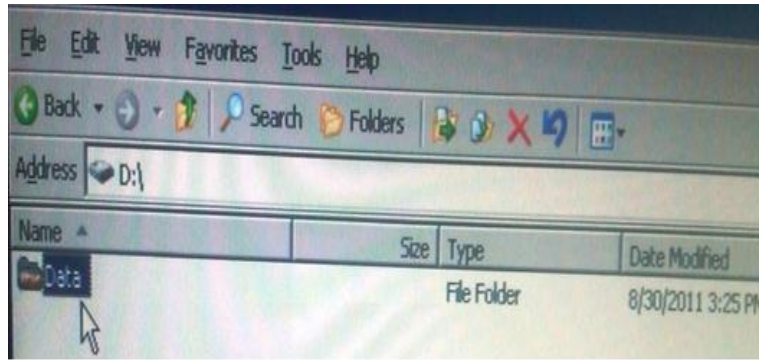 File Edit View Favorites Tools Help
Back Search Folders
Address D:\
Name Size Type Date Modified
Data File Folder 8/30/2011 3:25 PM